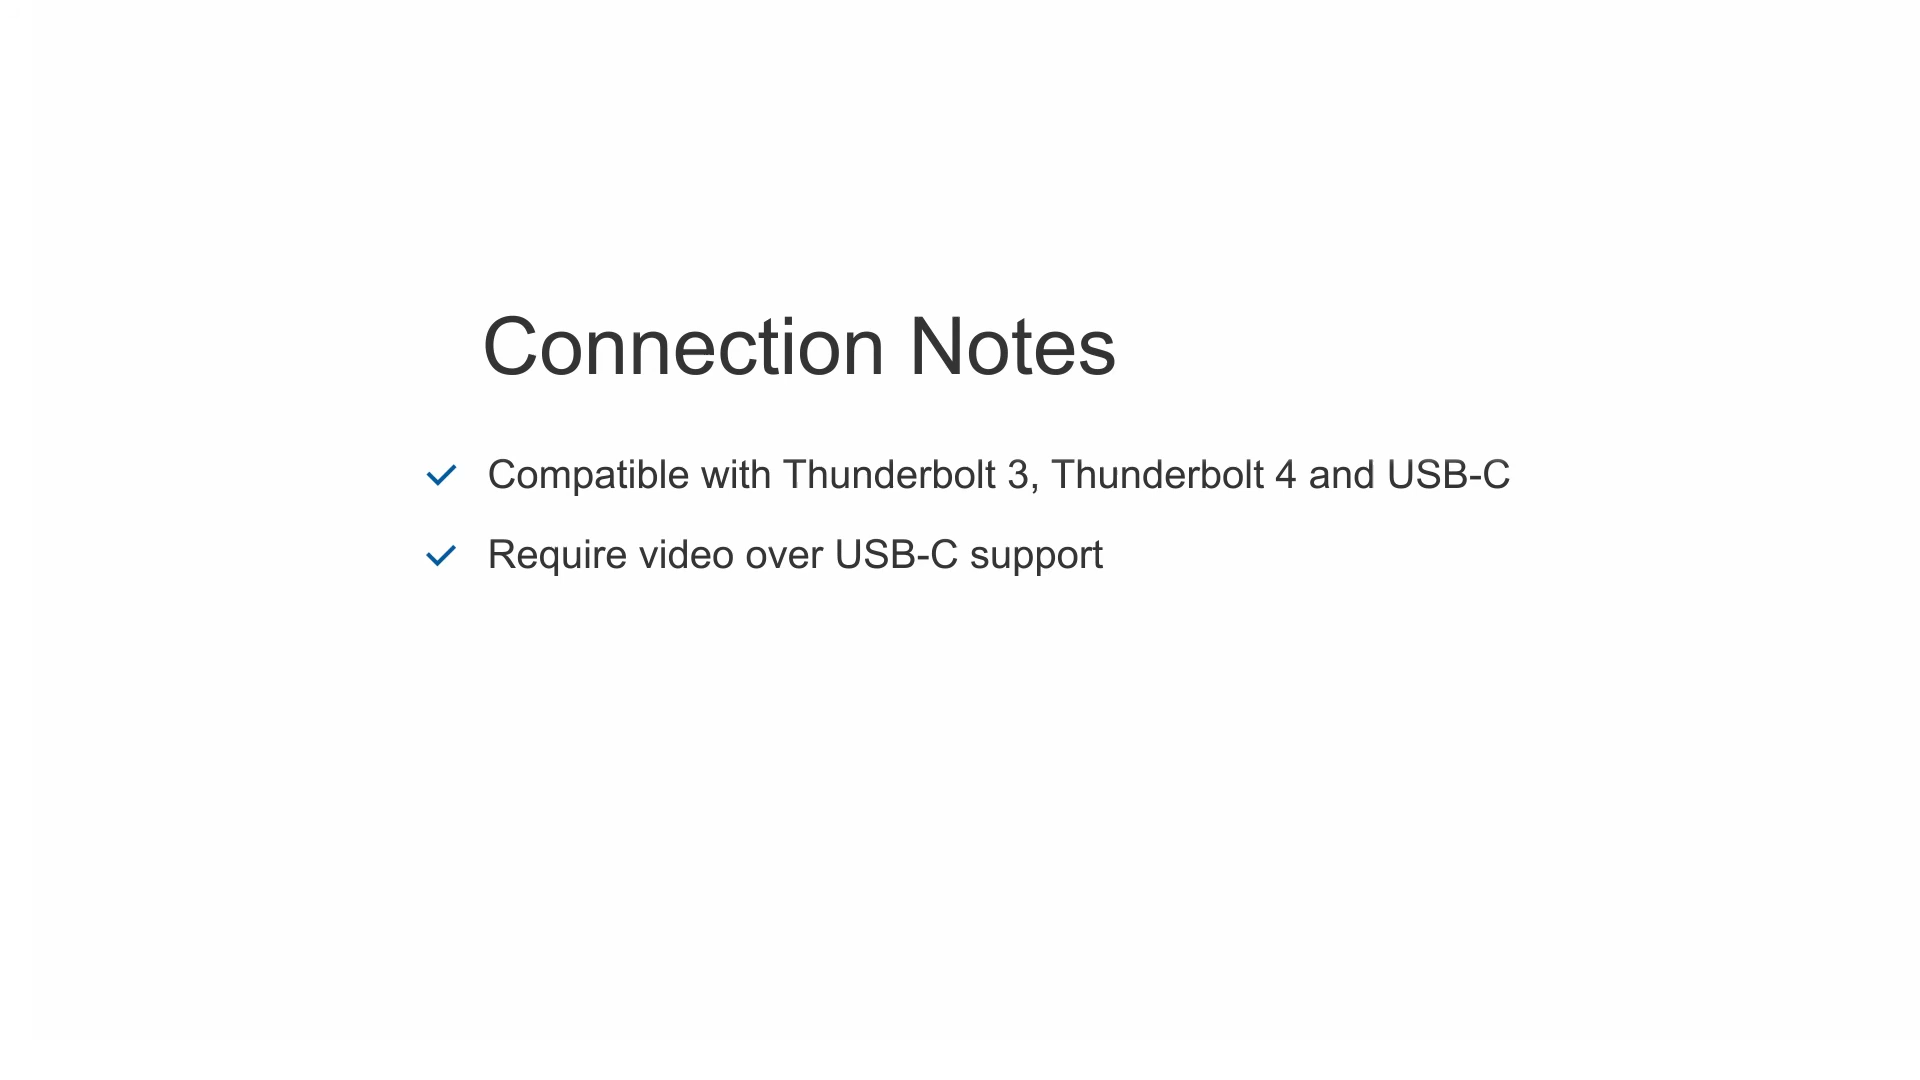 Connection Notes
Compatible with Thunderbolt 3, Thunderbolt 4 and USB-C
Require video over USB-C support